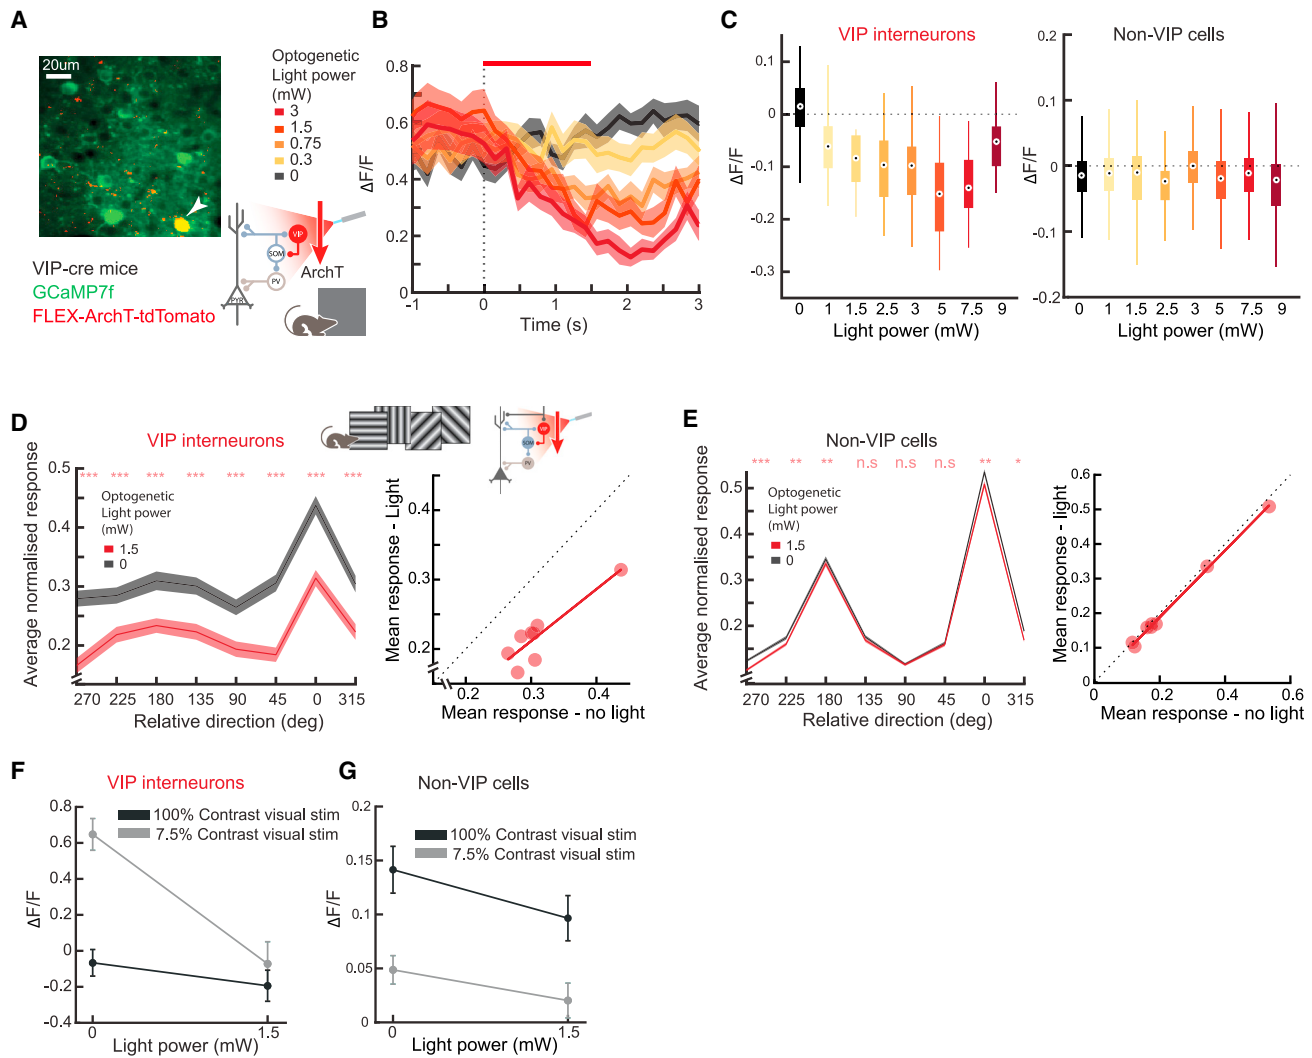 A
20um
Optogenetic
Light power
(mW)
3
1.5
0.75
0.3
0
VIP
SOM
PV
PYR
ArchT
VIP-cre mice
GCaMP7f
FLEX-ArchT-tdTomato
B
0.8
0.6
0.4
0.2
0
ΔF/F
-1 0 1 2 3
Time (s)
C
VIP interneurons
0.1
0
-0.1
-0.2
-0.3
ΔF/F
0 1 1.5 2.5 3 5 7.5 9
Light power (mW)
Non-VIP cells
0.2
0.1
0
-0.1
-0.2
ΔF/F
0 1 1.5 2.5 3 5 7.5 9
Light power (mW)
D
VIP interneurons
*** *** *** *** *** *** *** ***
0.5
0.3
0.2
Average normalised response
Optogenetic
Light power
(mW)
1.5
0
270 225 180 135 90 45 0 315
Relative direction (deg)
VIP
SOM
PV
0.4
0.3
0.2
Mean response - Light
0.2 0.3 0.4
Mean response - no light
E
Non-VIP cells
*** ** ** n.s n.s n.s ** *
0.5
0.4
0.3
0.2
Average normalised response
Optogenetic
Light power
(mW)
1.5
0
270 225 180 135 90 45 0 315
Relative direction (deg)
0.6
0.5
0.4
0.3
0.2
0.1
0
Mean response - light
0 0.2 0.4 0.6
Mean response - no light
F
VIP interneurons
100% Contrast visual stim
7.5% Contrast visual stim
0.8
0.6
0.4
0.2
0
-0.2
-0.4
ΔF/F
0 1.5
Light power (mW)
G
Non-VIP cells
100% Contrast visual stim
7.5% Contrast visual stim
0.2
0.15
0.1
0.05
0
ΔF/F
0 1.5
Light power (mW)